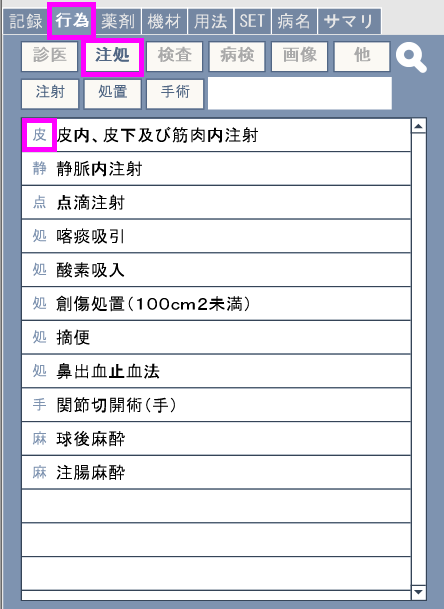 記録 行為 薬剤 機材 用法 SET 病名 サマリ
診医 注処 検査 病検 画像 他
注射 処置 手術
皮 皮内、皮下及び筋肉内注射
静 静脈内注射
点 点滴注射
処 喀痰吸引
処 酸素吸入
処 創傷処置(100cm2未満)
処 摘便
処 鼻出血止血法
手 関節切開術(手)
麻 球後麻酔
麻 注腸麻酔